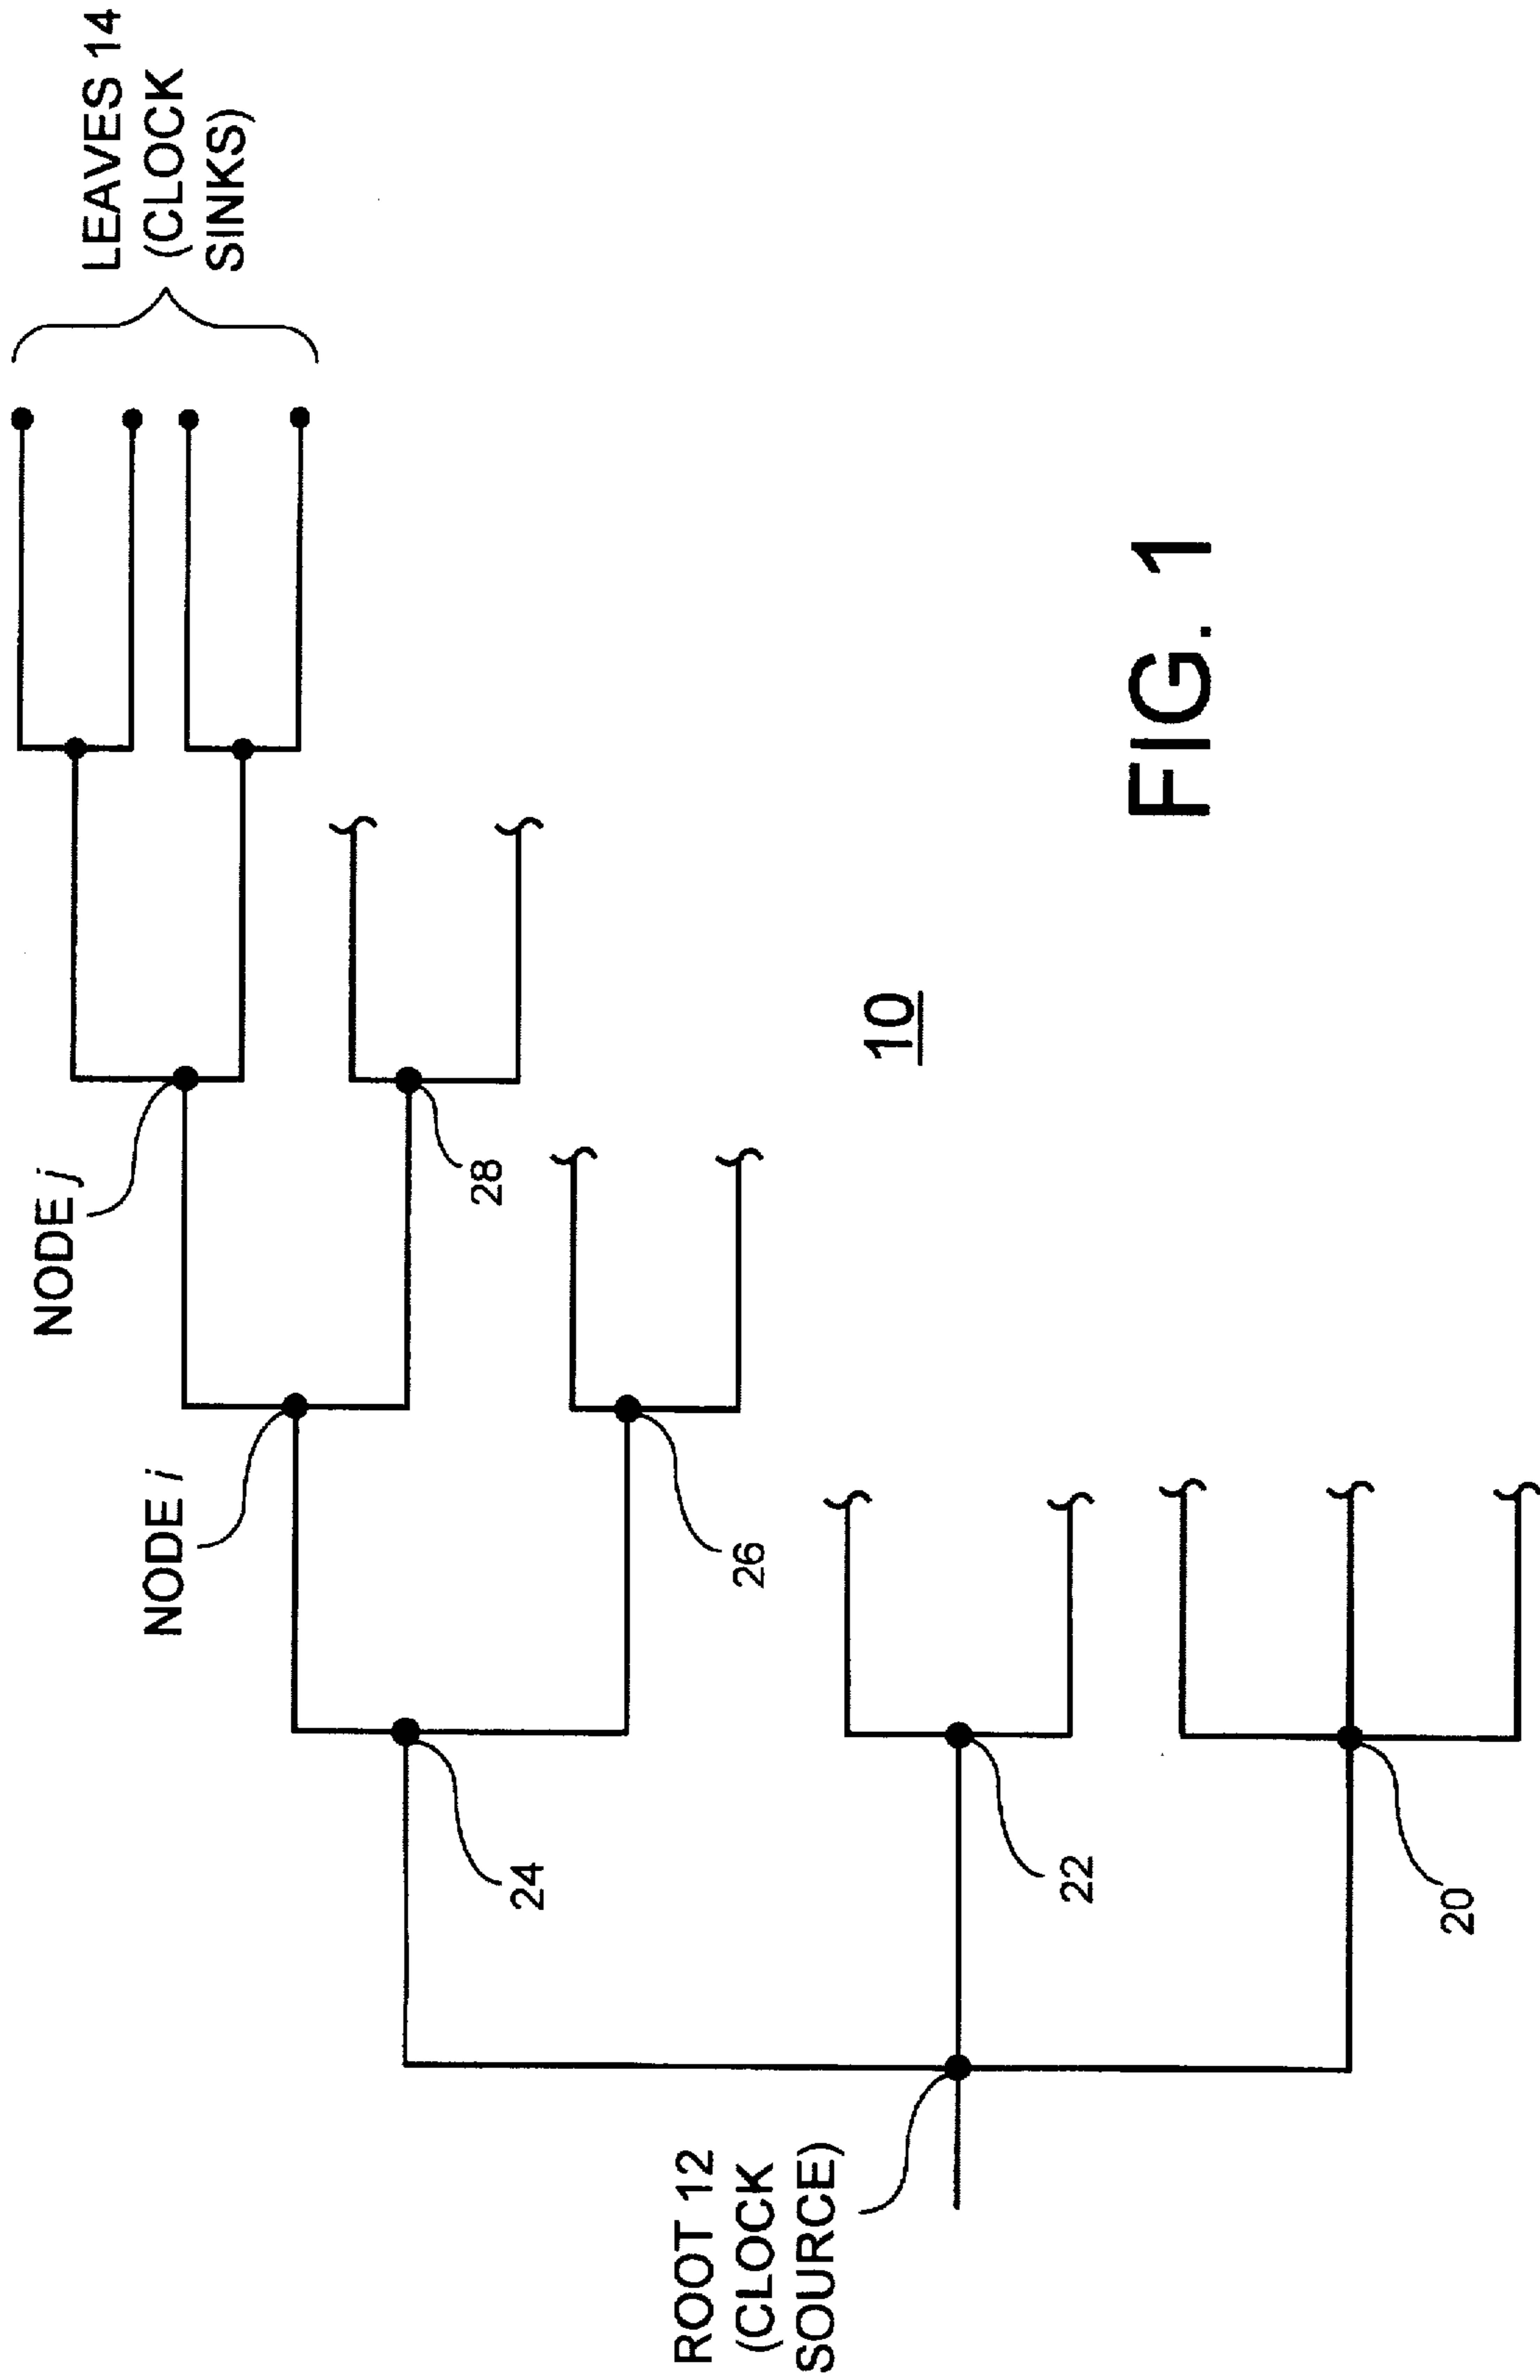 LEAVES 14
(CLOCK
SINKS)
NODE j
NODE i
28
26
24
22
20
ROOT 12
(CLOCK
SOURCE)
10
FIG. 1